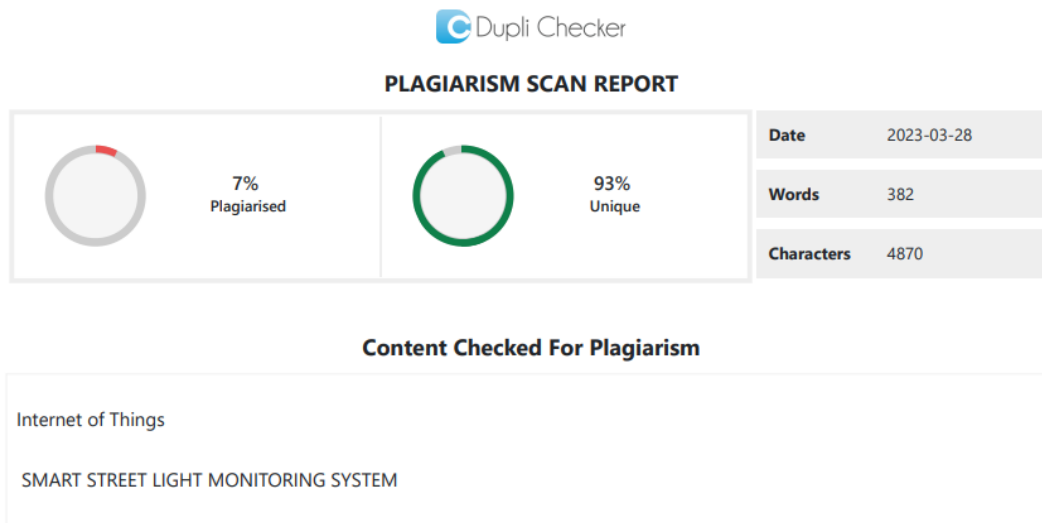 Dupli Checker
PLAGIARISM SCAN REPORT
7%
Plagiarised
93%
Unique
Date 2023-03-28
Words 382
Characters 4870
Content Checked For Plagiarism
Internet of Things
SMART STREET LIGHT MONITORING SYSTEM